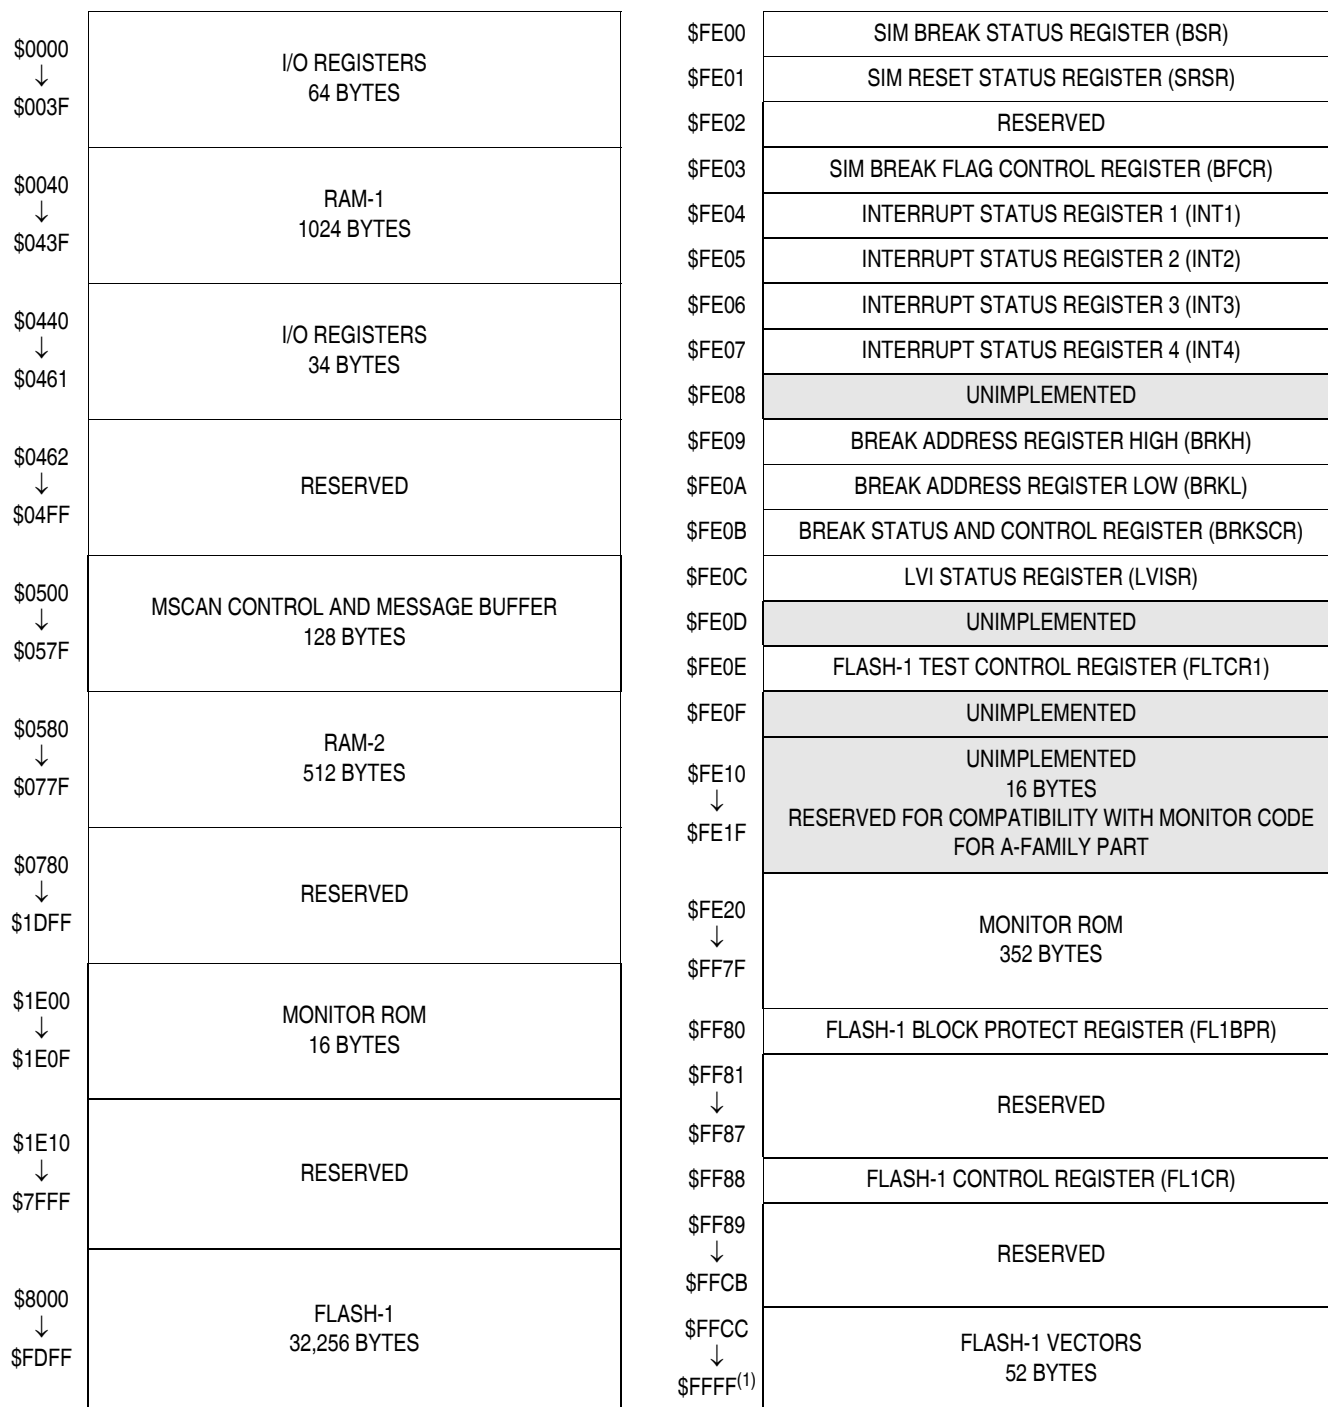 $0000
↓
$003F
I/O REGISTERS
64 BYTES
$0040
↓
$043F
RAM-1
1024 BYTES
$0440
↓
$0461
I/O REGISTERS
34 BYTES
$0462
↓
$04FF
RESERVED
$0500
↓
$057F
MSCAN CONTROL AND MESSAGE BUFFER
128 BYTES
$0580
↓
$077F
RAM-2
512 BYTES
$0780
↓
$1DFF
RESERVED
$1E00
↓
$1E0F
MONITOR ROM
16 BYTES
$1E10
↓
$7FFF
RESERVED
$8000
↓
$FDFF
FLASH-1
32,256 BYTES
$FE00 SIM BREAK STATUS REGISTER (BSR)
$FE01 SIM RESET STATUS REGISTER (SRSR)
$FE02 RESERVED
$FE03 SIM BREAK FLAG CONTROL REGISTER (BFCR)
$FE04 INTERRUPT STATUS REGISTER 1 (INT1)
$FE05 INTERRUPT STATUS REGISTER 2 (INT2)
$FE06 INTERRUPT STATUS REGISTER 3 (INT3)
$FE07 INTERRUPT STATUS REGISTER 4 (INT4)
$FE08 UNIMPLEMENTED
$FE09 BREAK ADDRESS REGISTER HIGH (BRKH)
$FE0A BREAK ADDRESS REGISTER LOW (BRKL)
$FE0B BREAK STATUS AND CONTROL REGISTER (BRKSCR)
$FE0C LVI STATUS REGISTER (LVISR)
$FE0D UNIMPLEMENTED
$FE0E FLASH-1 TEST CONTROL REGISTER (FLTCR1)
$FE0F UNIMPLEMENTED
$FE10
↓
$FE1F
UNIMPLEMENTED
16 BYTES
RESERVED FOR COMPATIBILITY WITH MONITOR CODE
FOR A-FAMILY PART
$FE20
↓
$FF7F
MONITOR ROM
352 BYTES
$FF80 FLASH-1 BLOCK PROTECT REGISTER (FL1BPR)
$FF81
↓
$FF87
RESERVED
$FF88 FLASH-1 CONTROL REGISTER (FL1CR)
$FF89
↓
$FFCB
RESERVED
$FFCC
↓
$FFFF(1)
FLASH-1 VECTORS
52 BYTES